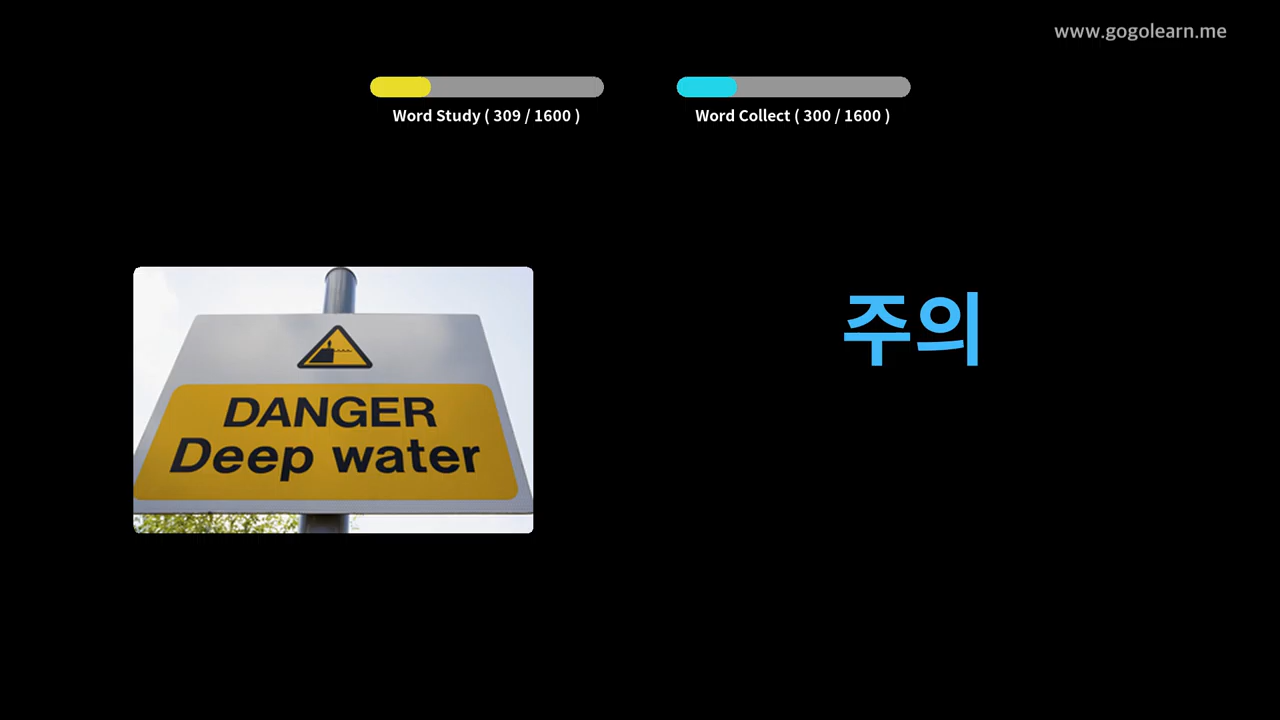 www.gogolearn.me
Word Study ( 309 / 1600 )
Word Collect ( 300 / 1600 )
DANGER
Deep water
주의